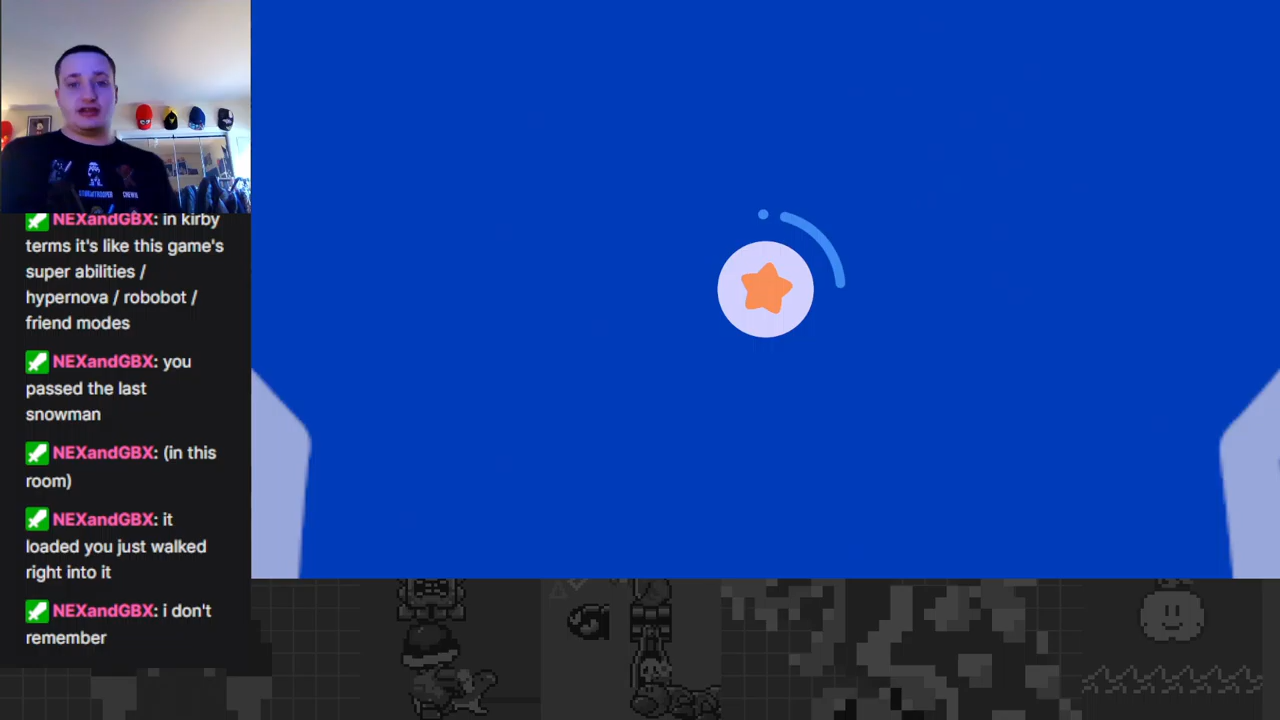 STORMTROOPER
NEXandGBX: in kirby
terms it's like this game's
super abilities /
hypernova / robobot /
friend modes
NEXandGBX: you
passed the last
snowman
NEXandGBX: (in this
room)
NEXandGBX: it
loaded you just walked
right into it
NEXandGBX: i don't
remember